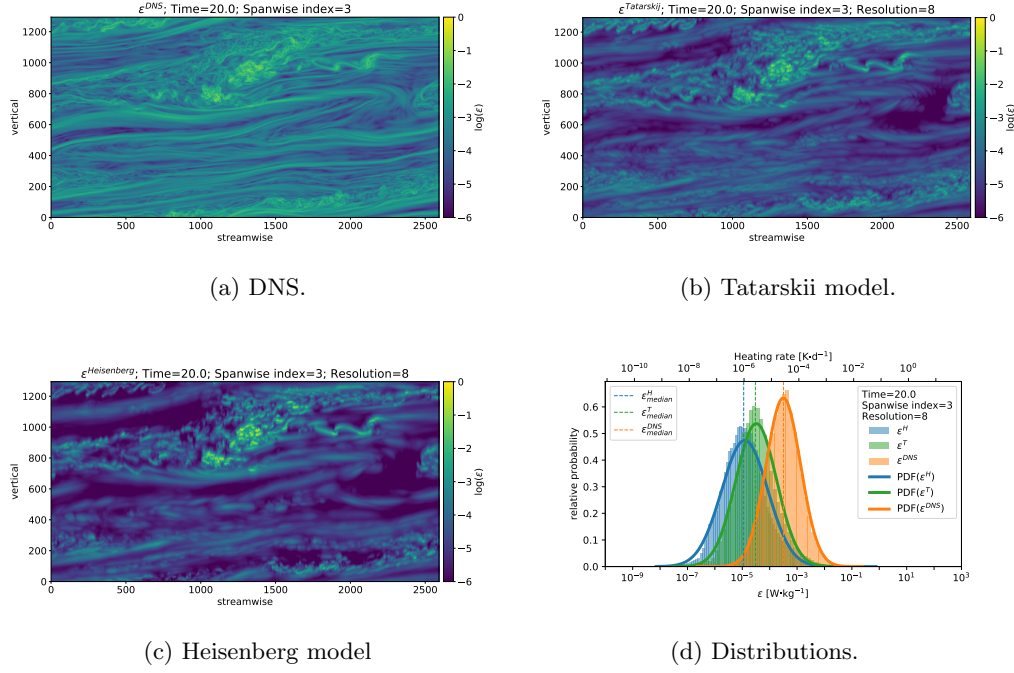 ε^DNS; Time=20.0; Spanwise index=3
vertical
1200
1000
800
600
400
200
0
0 500 1000 1500 2000 2500
streamwise
0
−1
−2
−3
−4
−5
−6
log(ε)
(a) DNS.
ε^Tatarskij; Time=20.0; Spanwise index=3; Resolution=8
vertical
1200
1000
800
600
400
200
0
0 500 1000 1500 2000 2500
streamwise
0
−1
−2
−3
−4
−5
−6
log(ε)
(b) Tatarskii model.
ε^Heisenberg; Time=20.0; Spanwise index=3; Resolution=8
vertical
1200
1000
800
600
400
200
0
0 500 1000 1500 2000 2500
streamwise
0
−1
−2
−3
−4
−5
−6
log(ε)
(c) Heisenberg model
Heating rate [K•d⁻¹]
10⁻¹⁰ 10⁻⁸ 10⁻⁶ 10⁻⁴ 10⁻² 10⁰
relative probability
0.6
0.5
0.4
0.3
0.2
0.1
0.0
ε^H_median
ε^T_median
ε^DNS_median
Time=20.0
Spanwise index=3
Resolution=8
ε^H
ε^T
ε^DNS
PDF(ε^H)
PDF(ε^T)
PDF(ε^DNS)
10⁻⁹ 10⁻⁷ 10⁻⁵ 10⁻³ 10⁻¹ 10¹ 10³
ε [W•kg⁻¹]
(d) Distributions.